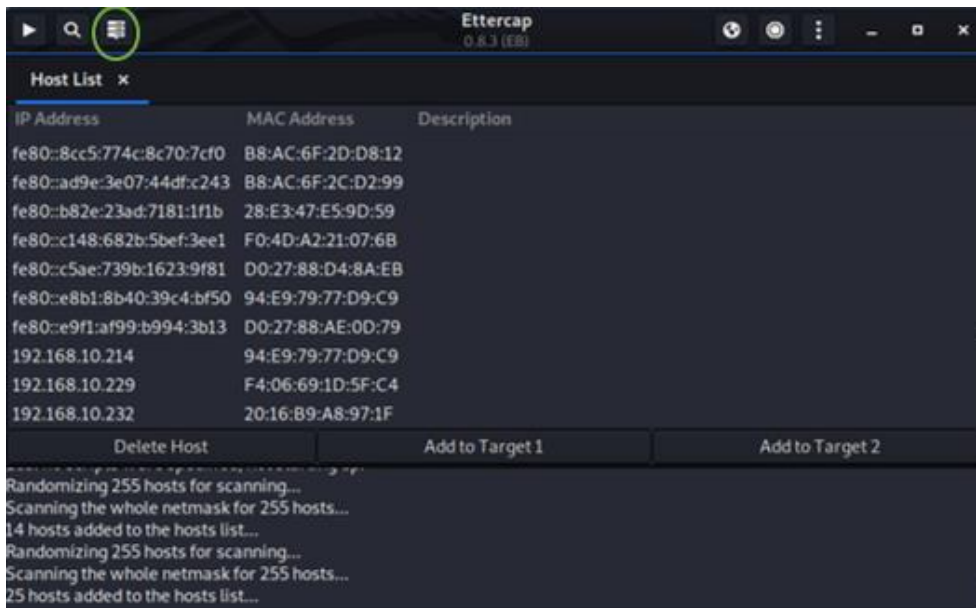 Ettercap
0.8.3 (EB)
Host List ×
IP Address MAC Address Description
fe80::8cc5:774c:8c70:7cf0 B8:AC:6F:2D:D8:12
fe80::ad9e:3e07:44df:c243 B8:AC:6F:2C:D2:99
fe80::b82e:23ad:7181:1f1b 28:E3:47:E5:9D:59
fe80::c148:682b:5bef:3ee1 F0:4D:A2:21:07:6B
fe80::c5ae:739b:1623:9f81 D0:27:88:D4:8A:EB
fe80::e8b1:8b40:39c4:bf50 94:E9:79:77:D9:C9
fe80::e9f1:af99:b994:3b13 D0:27:88:AE:0D:79
192.168.10.214 94:E9:79:77:D9:C9
192.168.10.229 F4:06:69:1D:5F:C4
192.168.10.232 20:16:B9:A8:97:1F
Delete Host Add to Target 1 Add to Target 2
Randomizing 255 hosts for scanning...
Scanning the whole netmask for 255 hosts...
14 hosts added to the hosts list...
Randomizing 255 hosts for scanning...
Scanning the whole netmask for 255 hosts...
25 hosts added to the hosts list...